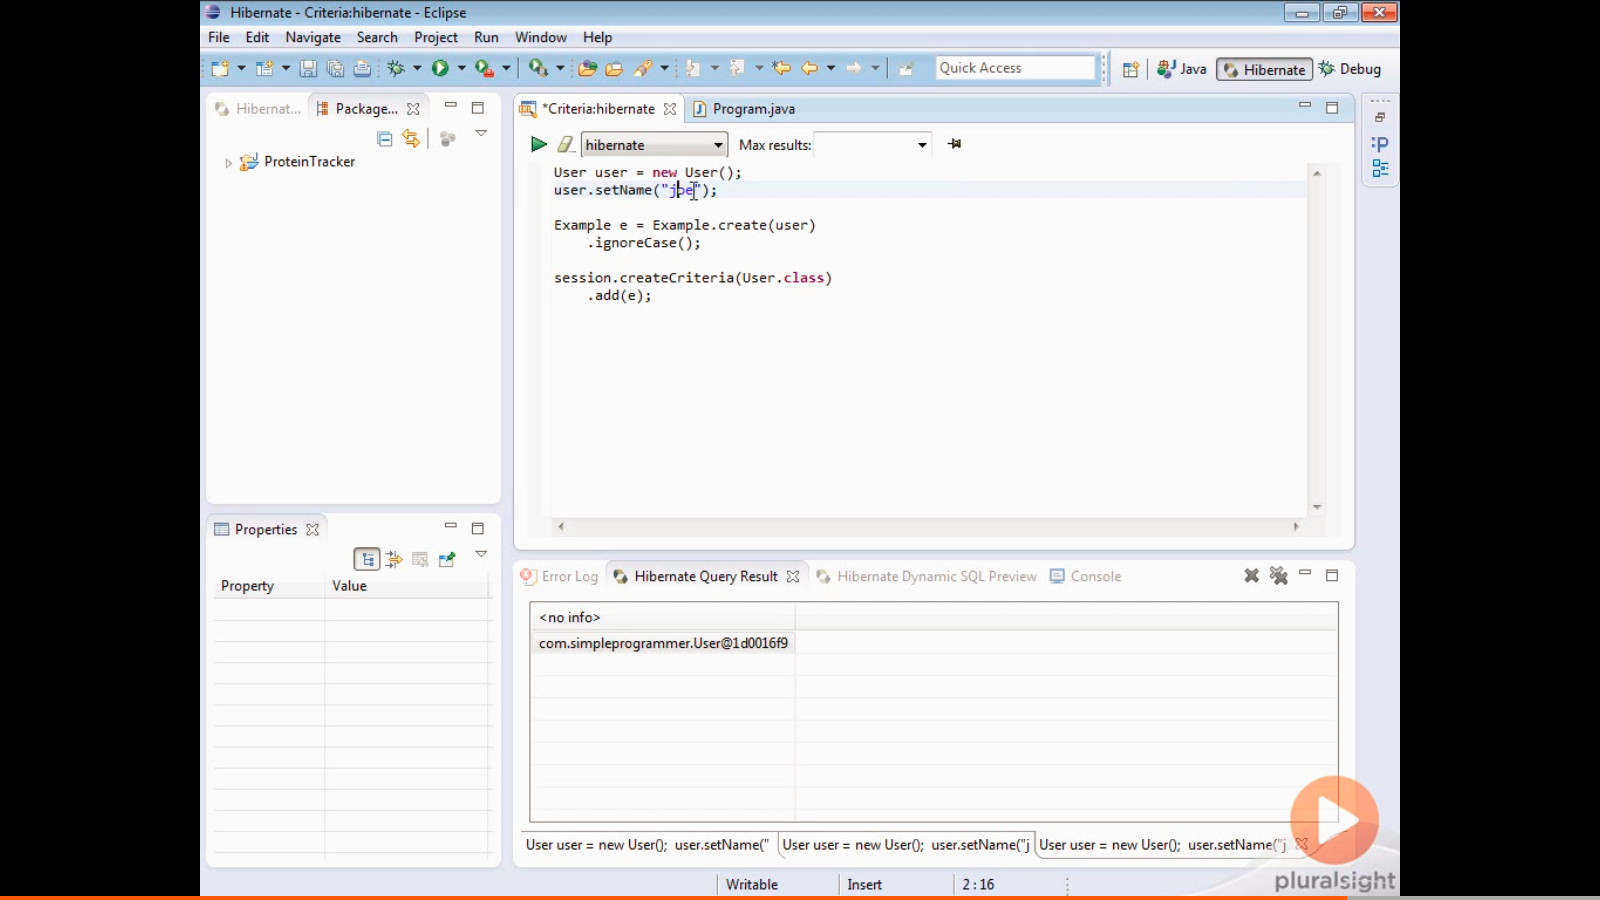 Hibernate - Criteria:hibernate - Eclipse
File Edit Navigate Search Project Run Window Help
Quick Access
Java
Hibernate
Debug
Hibernat...
Package...
*Criteria:hibernate
Program.java
hibernate
Max results:
:P
ProteinTracker
User user = new User();
user.setName("joe");
Example e = Example.create(user)
.ignoreCase();
session.createCriteria(User.class)
.add(e);
Properties
Property Value
Error Log
Hibernate Query Result
Hibernate Dynamic SQL Preview
Console
<no info>
com.simpleprogrammer.User@1d0016f9
User user = new User(); user.setName("
User user = new User(); user.setName("j
User user = new User(); user.setName("j
Writable Insert 2:16
pluralsight